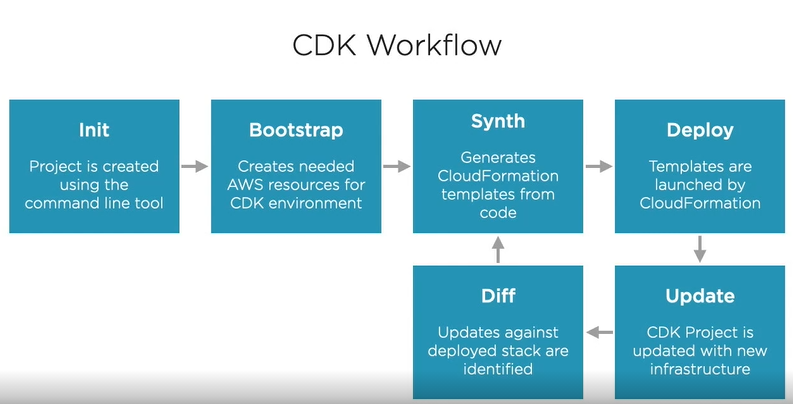 CDK Workflow
Init
Project is created
using the
command line tool
Bootstrap
Creates needed
AWS resources for
CDK environment
Synth
Generates
CloudFormation
templates from
code
Deploy
Templates are
launched by
CloudFormation
Diff
Updates against
deployed stack are
identified
Update
CDK Project is
updated with new
infrastructure